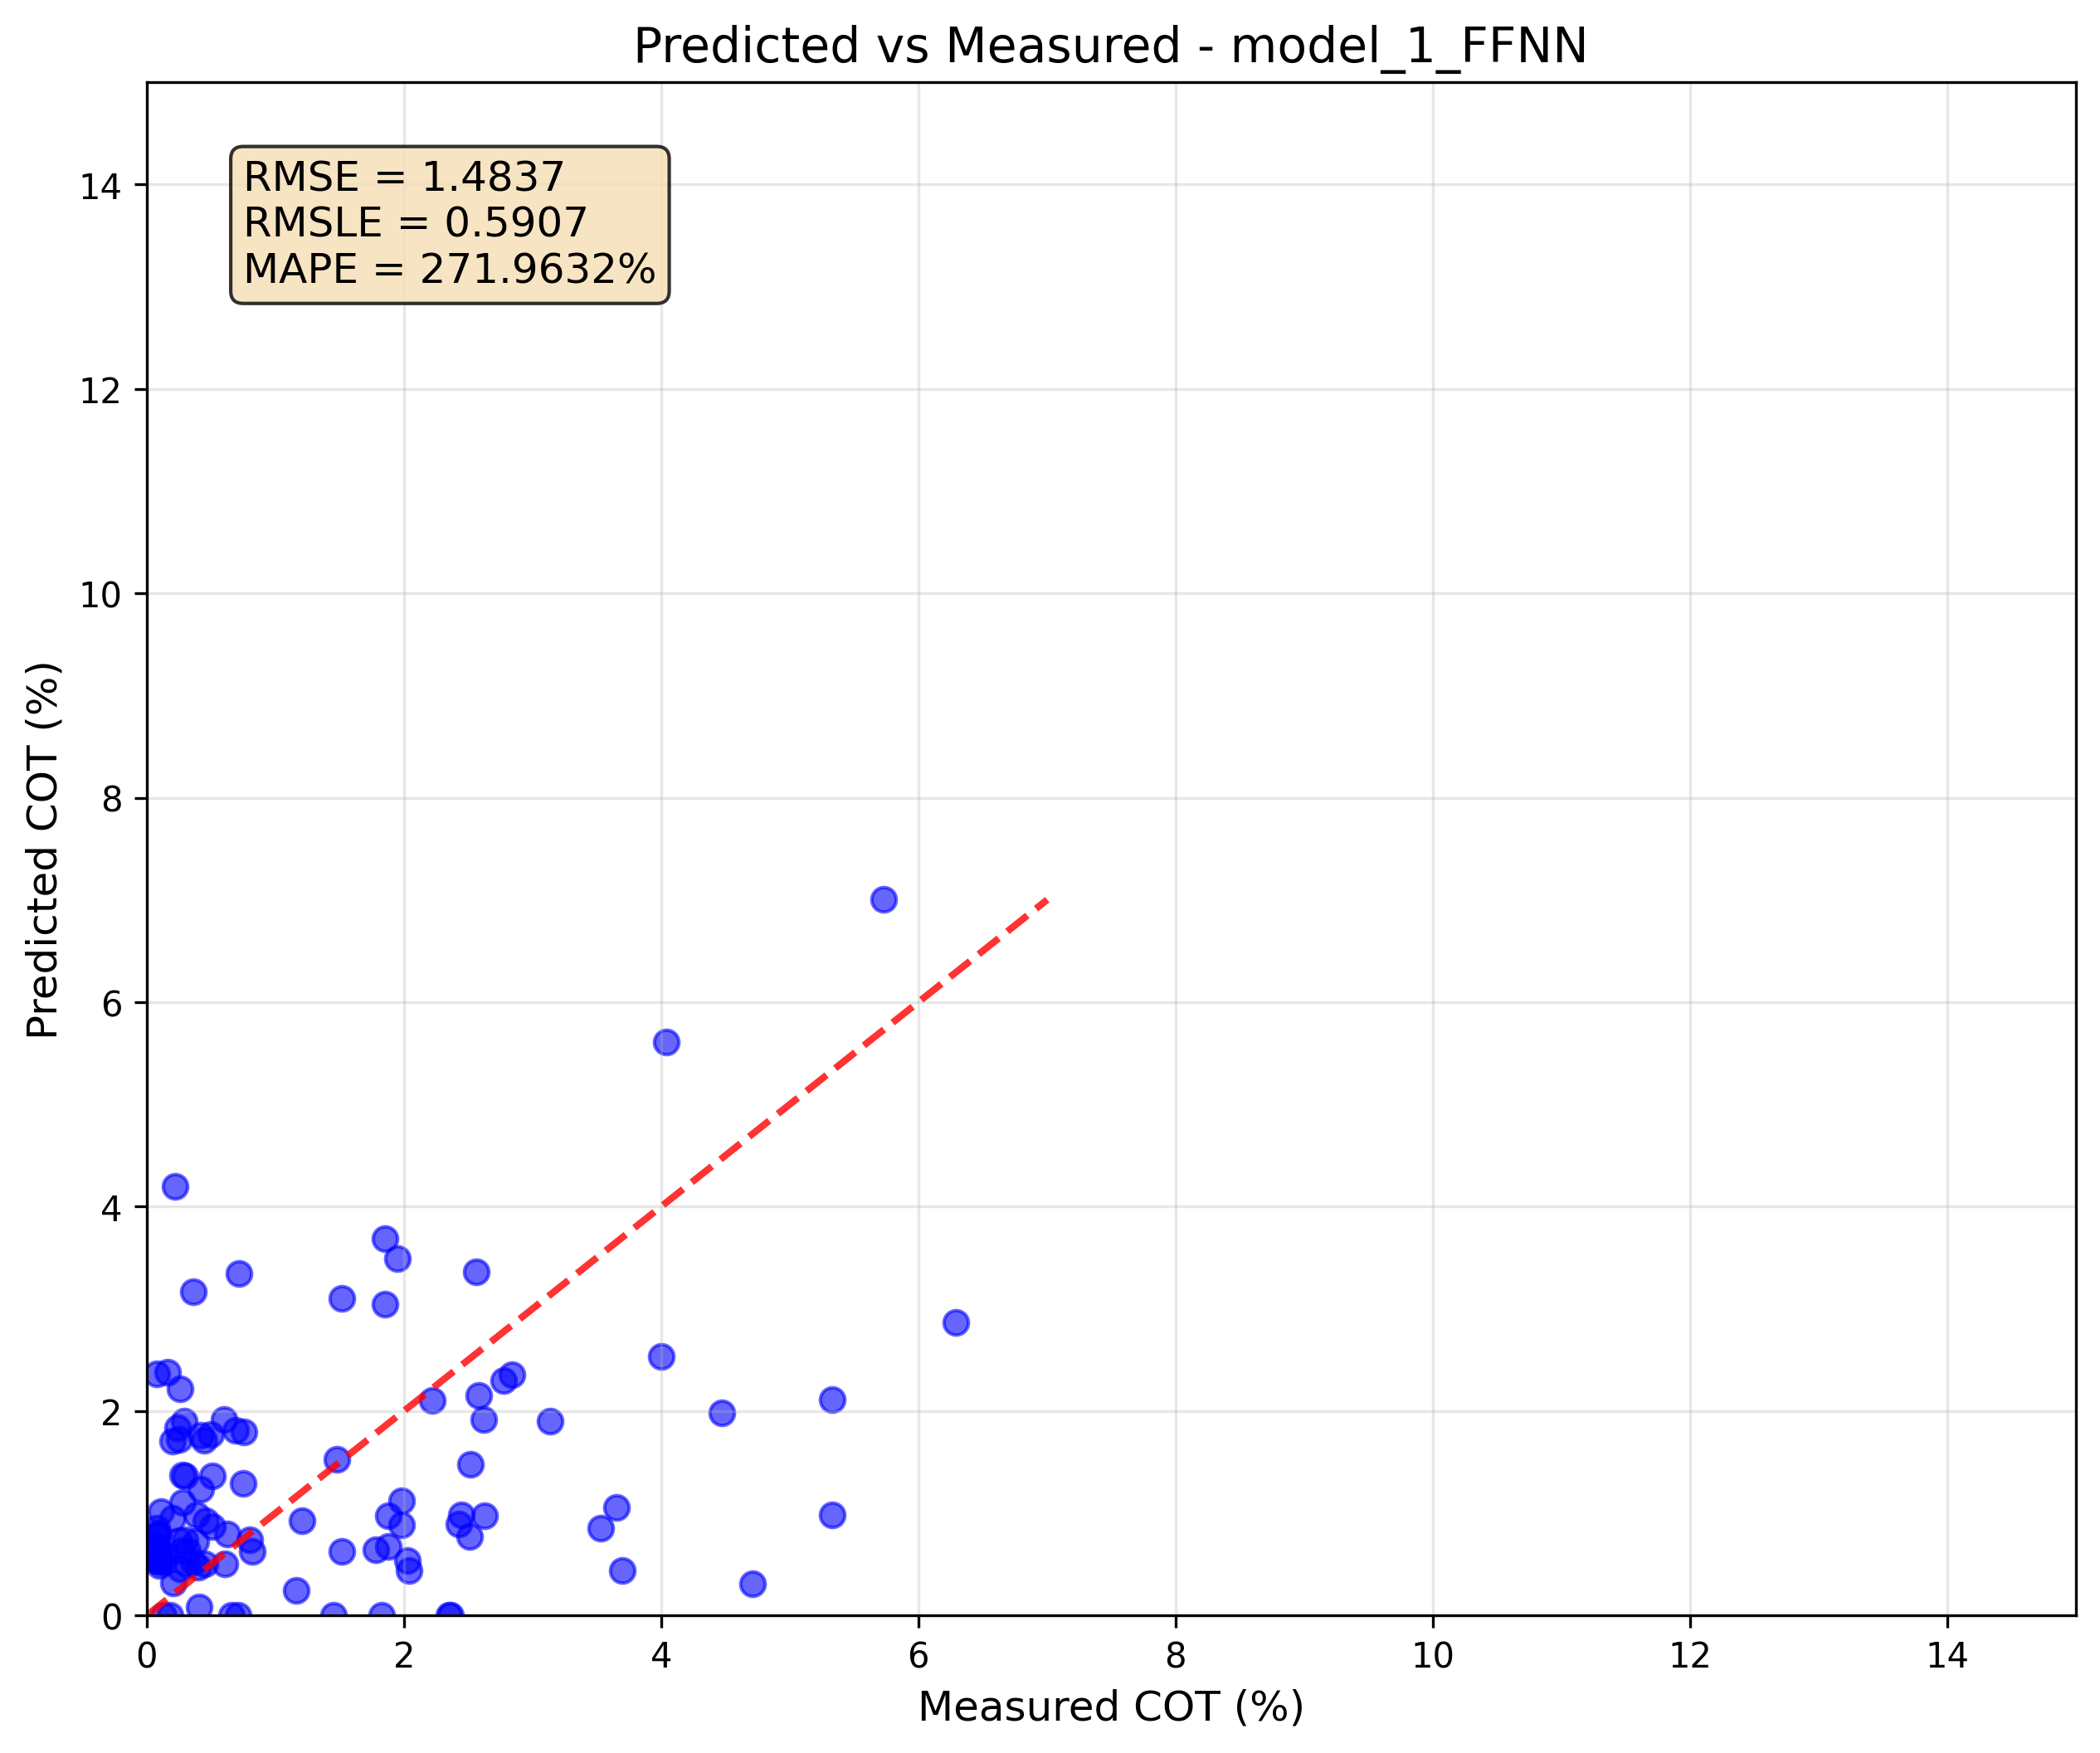 Predicted vs Measured - model_1_FFNN
RMSE = 1.4837
RMSLE = 0.5907
MAPE = 271.9632%
Predicted COT (%)
14
12
10
8
6
4
2
0
0 2 4 6 8 10 12 14
Measured COT (%)